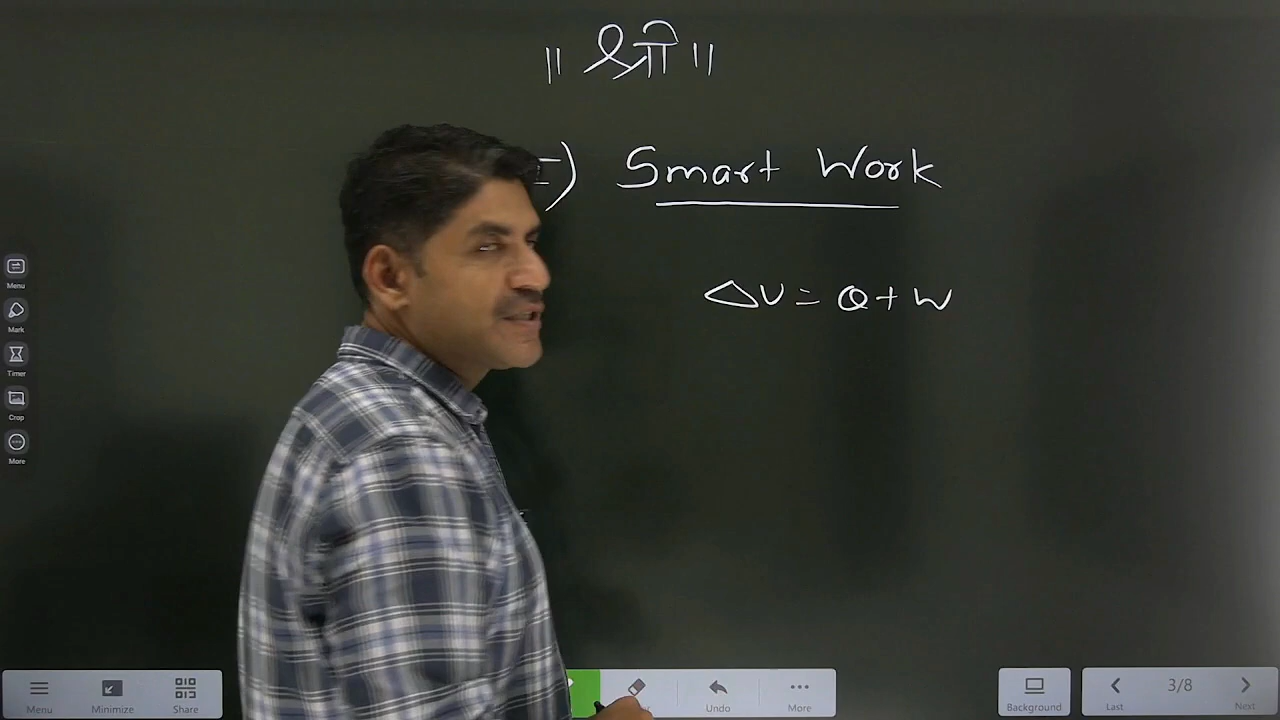 ॥ श्री ॥
=) Smart Work
ΔU = Q + W
Menu
Mark
Timer
Crop
More
Menu
Minimize
Share
Undo
More
Background
3/8
Last
Next